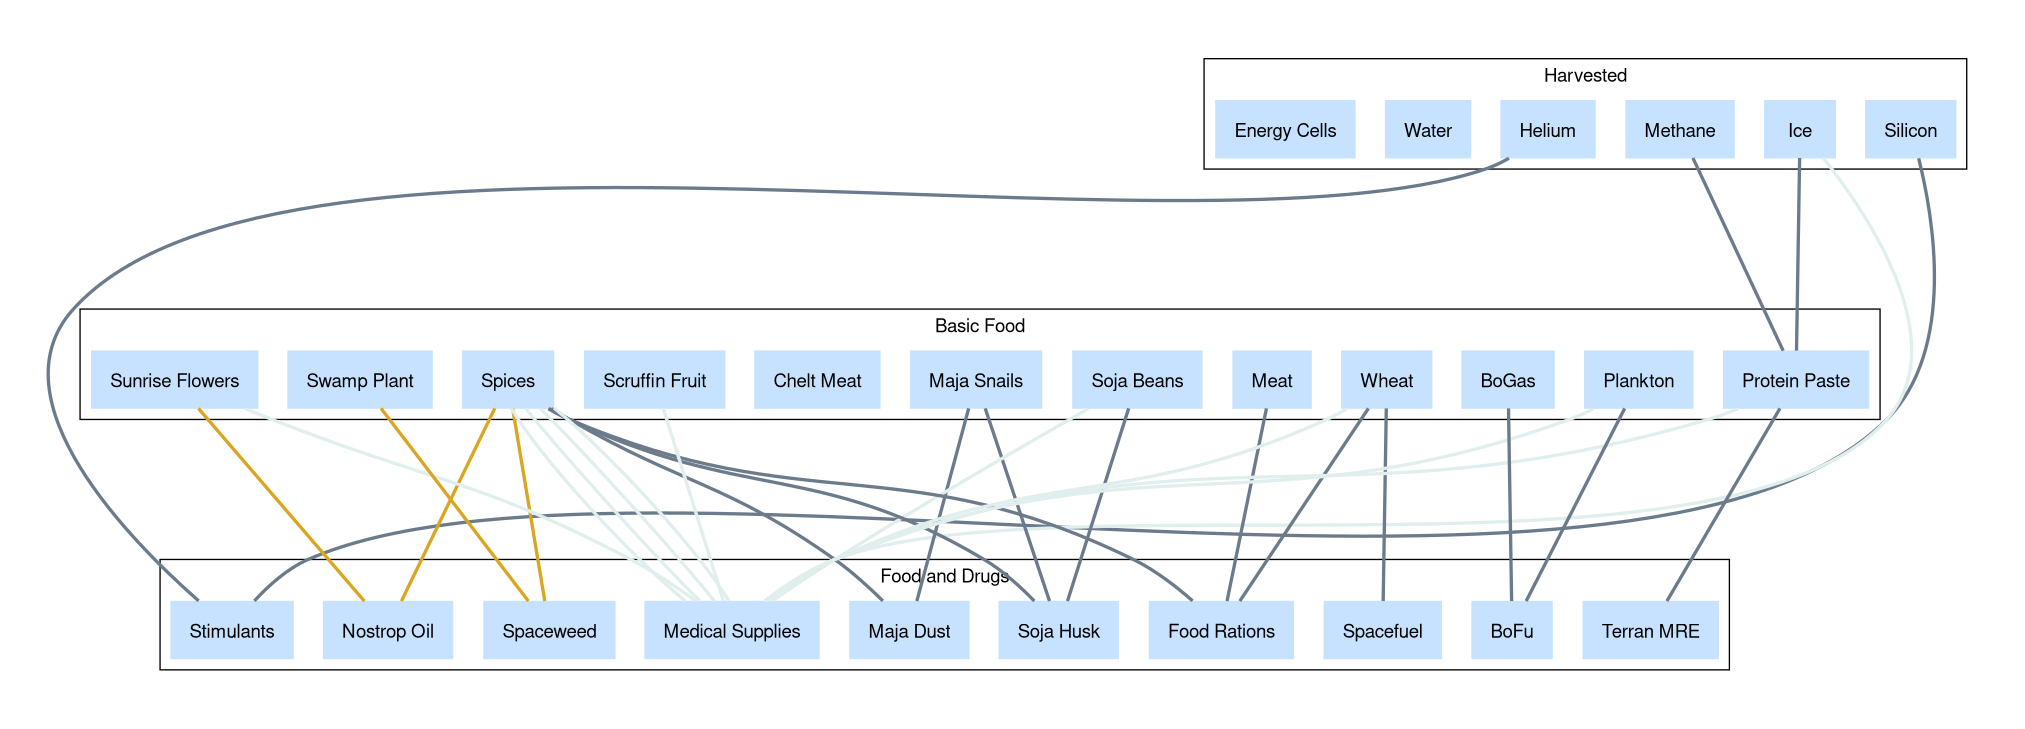 Harvested
Energy Cells
Water
Helium
Methane
Ice
Silicon
Basic Food
Sunrise Flowers
Swamp Plant
Spices
Scruffin Fruit
Chelt Meat
Maja Snails
Soja Beans
Meat
Wheat
BoGas
Plankton
Protein Paste
Food and Drugs
Stimulants
Nostrop Oil
Spaceweed
Medical Supplies
Maja Dust
Soja Husk
Food Rations
Spacefuel
BoFu
Terran MRE